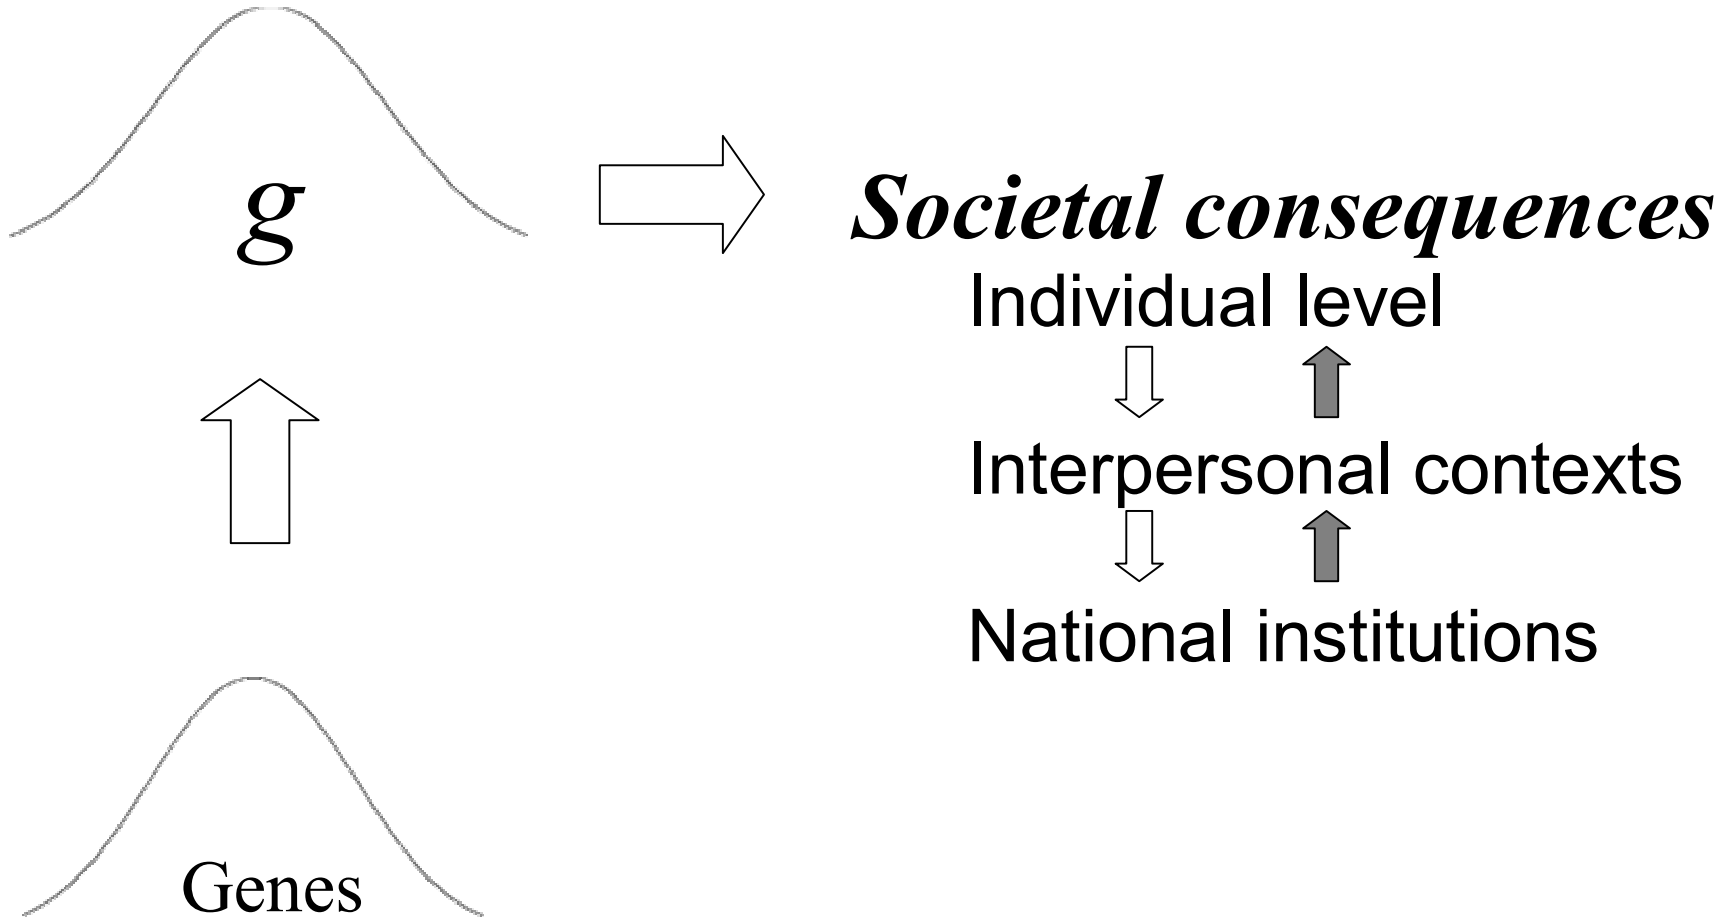 g
Societal consequences
Individual level
Interpersonal contexts
National institutions
Genes